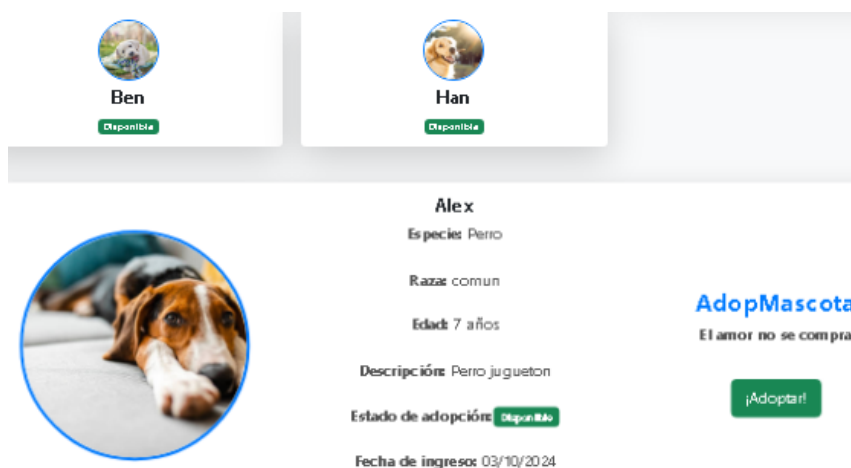 Ben
Disponible
Han
Disponible
Alex
Especie: Perro
Raza: comun
Edad: 7 años
Descripción: Perro jugueton
Estado de adopción: Disponible
Fecha de ingreso: 03/10/2024
AdopMascota
El amor no se compra
¡Adoptar!